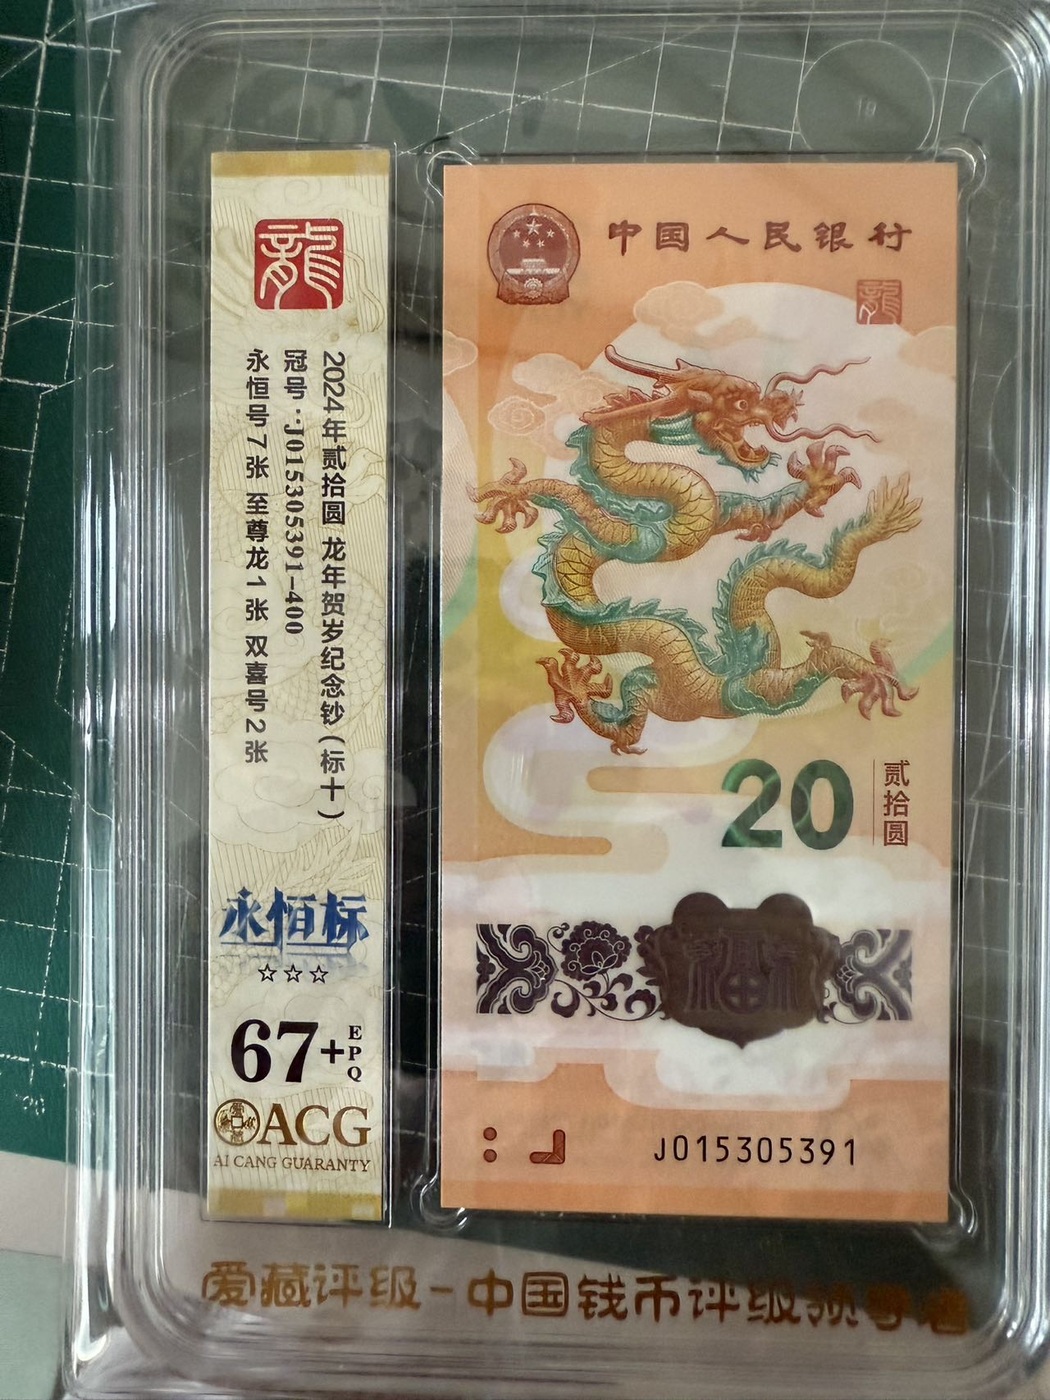 龍
2024年贰拾圆 龙年贺岁纪念钞(标十)
冠号:J015305391-400
永恒号7张 至尊龙1张 双喜号2张
永恒标
☆☆☆
67+EPQ
ACG
AI CANG GUARANTY
中国人民银行
龍
20
贰拾圆
福
J015305391
爱藏评级-中国钱币评级领导者